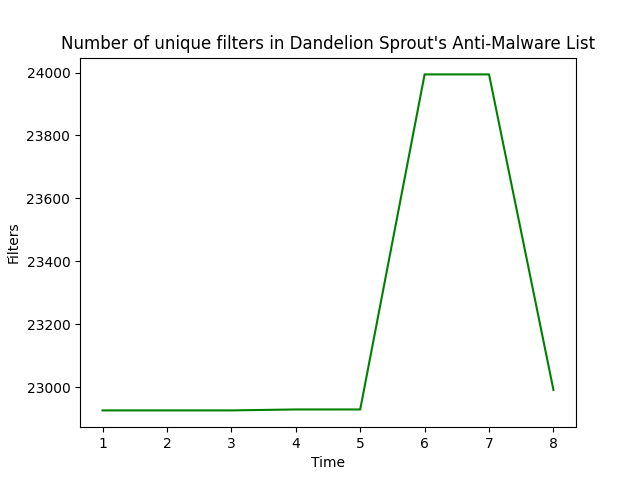 Number of unique filters in Dandelion Sprout's Anti-Malware List
24000
23800
23600
23400
23200
23000
Filters
1 2 3 4 5 6 7 8
Time